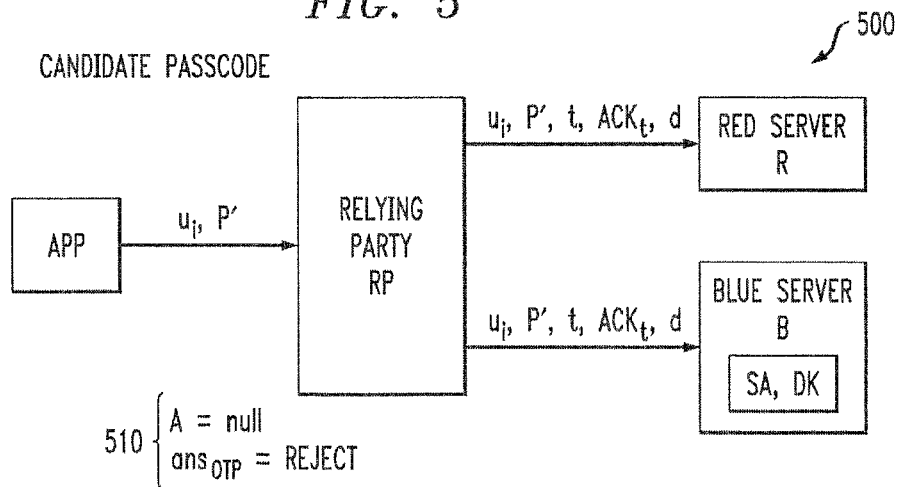 FIG. 5
500
CANDIDATE PASSCODE
APP
u_i, P'
RELYING
PARTY
RP
u_i, P', t, ACK_t, d
RED SERVER
R
u_i, P', t, ACK_t, d
BLUE SERVER
B
SA, DK
510
A = null
ans_OTP = REJECT